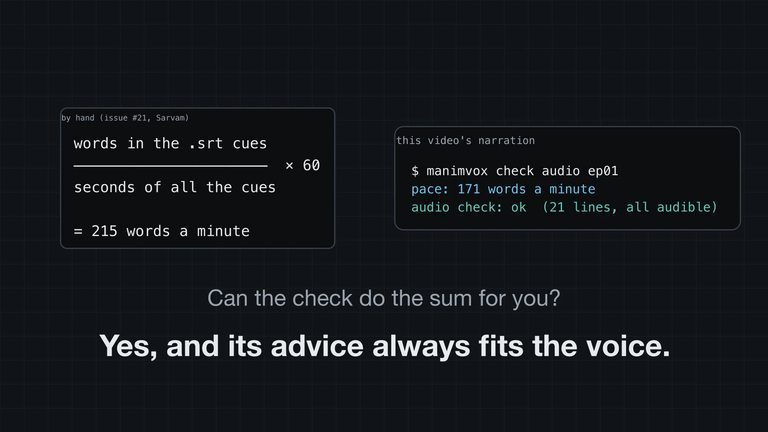 by hand (issue #21, Sarvam)
words in the .srt cues
× 60
seconds of all the cues
= 215 words a minute
this video's narration
$ manimvox check audio ep01
pace: 171 words a minute
audio check: ok (21 lines, all audible)
Can the check do the sum for you?
Yes, and its advice always fits the voice.